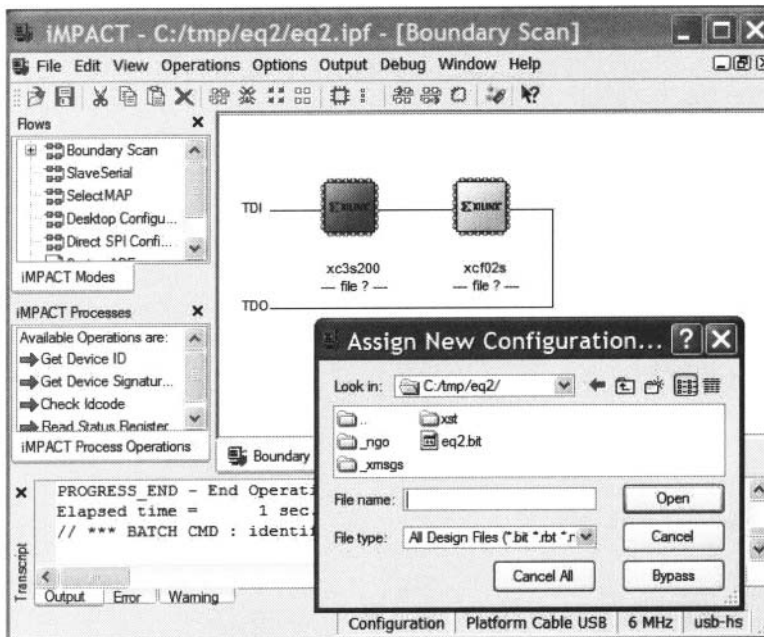 iMPACT - C:/tmp/eq2/eq2.ipf - [Boundary Scan]
File Edit View Operations Options Output Debug Window Help
Flows
Boundary Scan
SlaveSerial
SelectMAP
Desktop Configu...
Direct SPI Confi...
iMPACT Modes
iMPACT Processes
Available Operations are:
Get Device ID
Get Device Signatur...
Check Idcode
Read Status Register
iMPACT Process Operations
TDI
XILINX
XILINX
xc3s200
xcf02s
--- file ? ---
--- file ? ---
TDO
Boundary
Assign New Configuration...
Look in:
C:/tmp/eq2/
..
xst
_ngo
eq2.bit
_xmsgs
File name:
Open
File type:
All Design Files (*.bit *.rbt *.r
Cancel
Cancel All
Bypass
PROGRESS_END - End Operati
Elapsed time = 1 sec.
// *** BATCH CMD : identif
Transcript
Output Error Warning
Configuration Platform Cable USB 6 MHz usb-hs